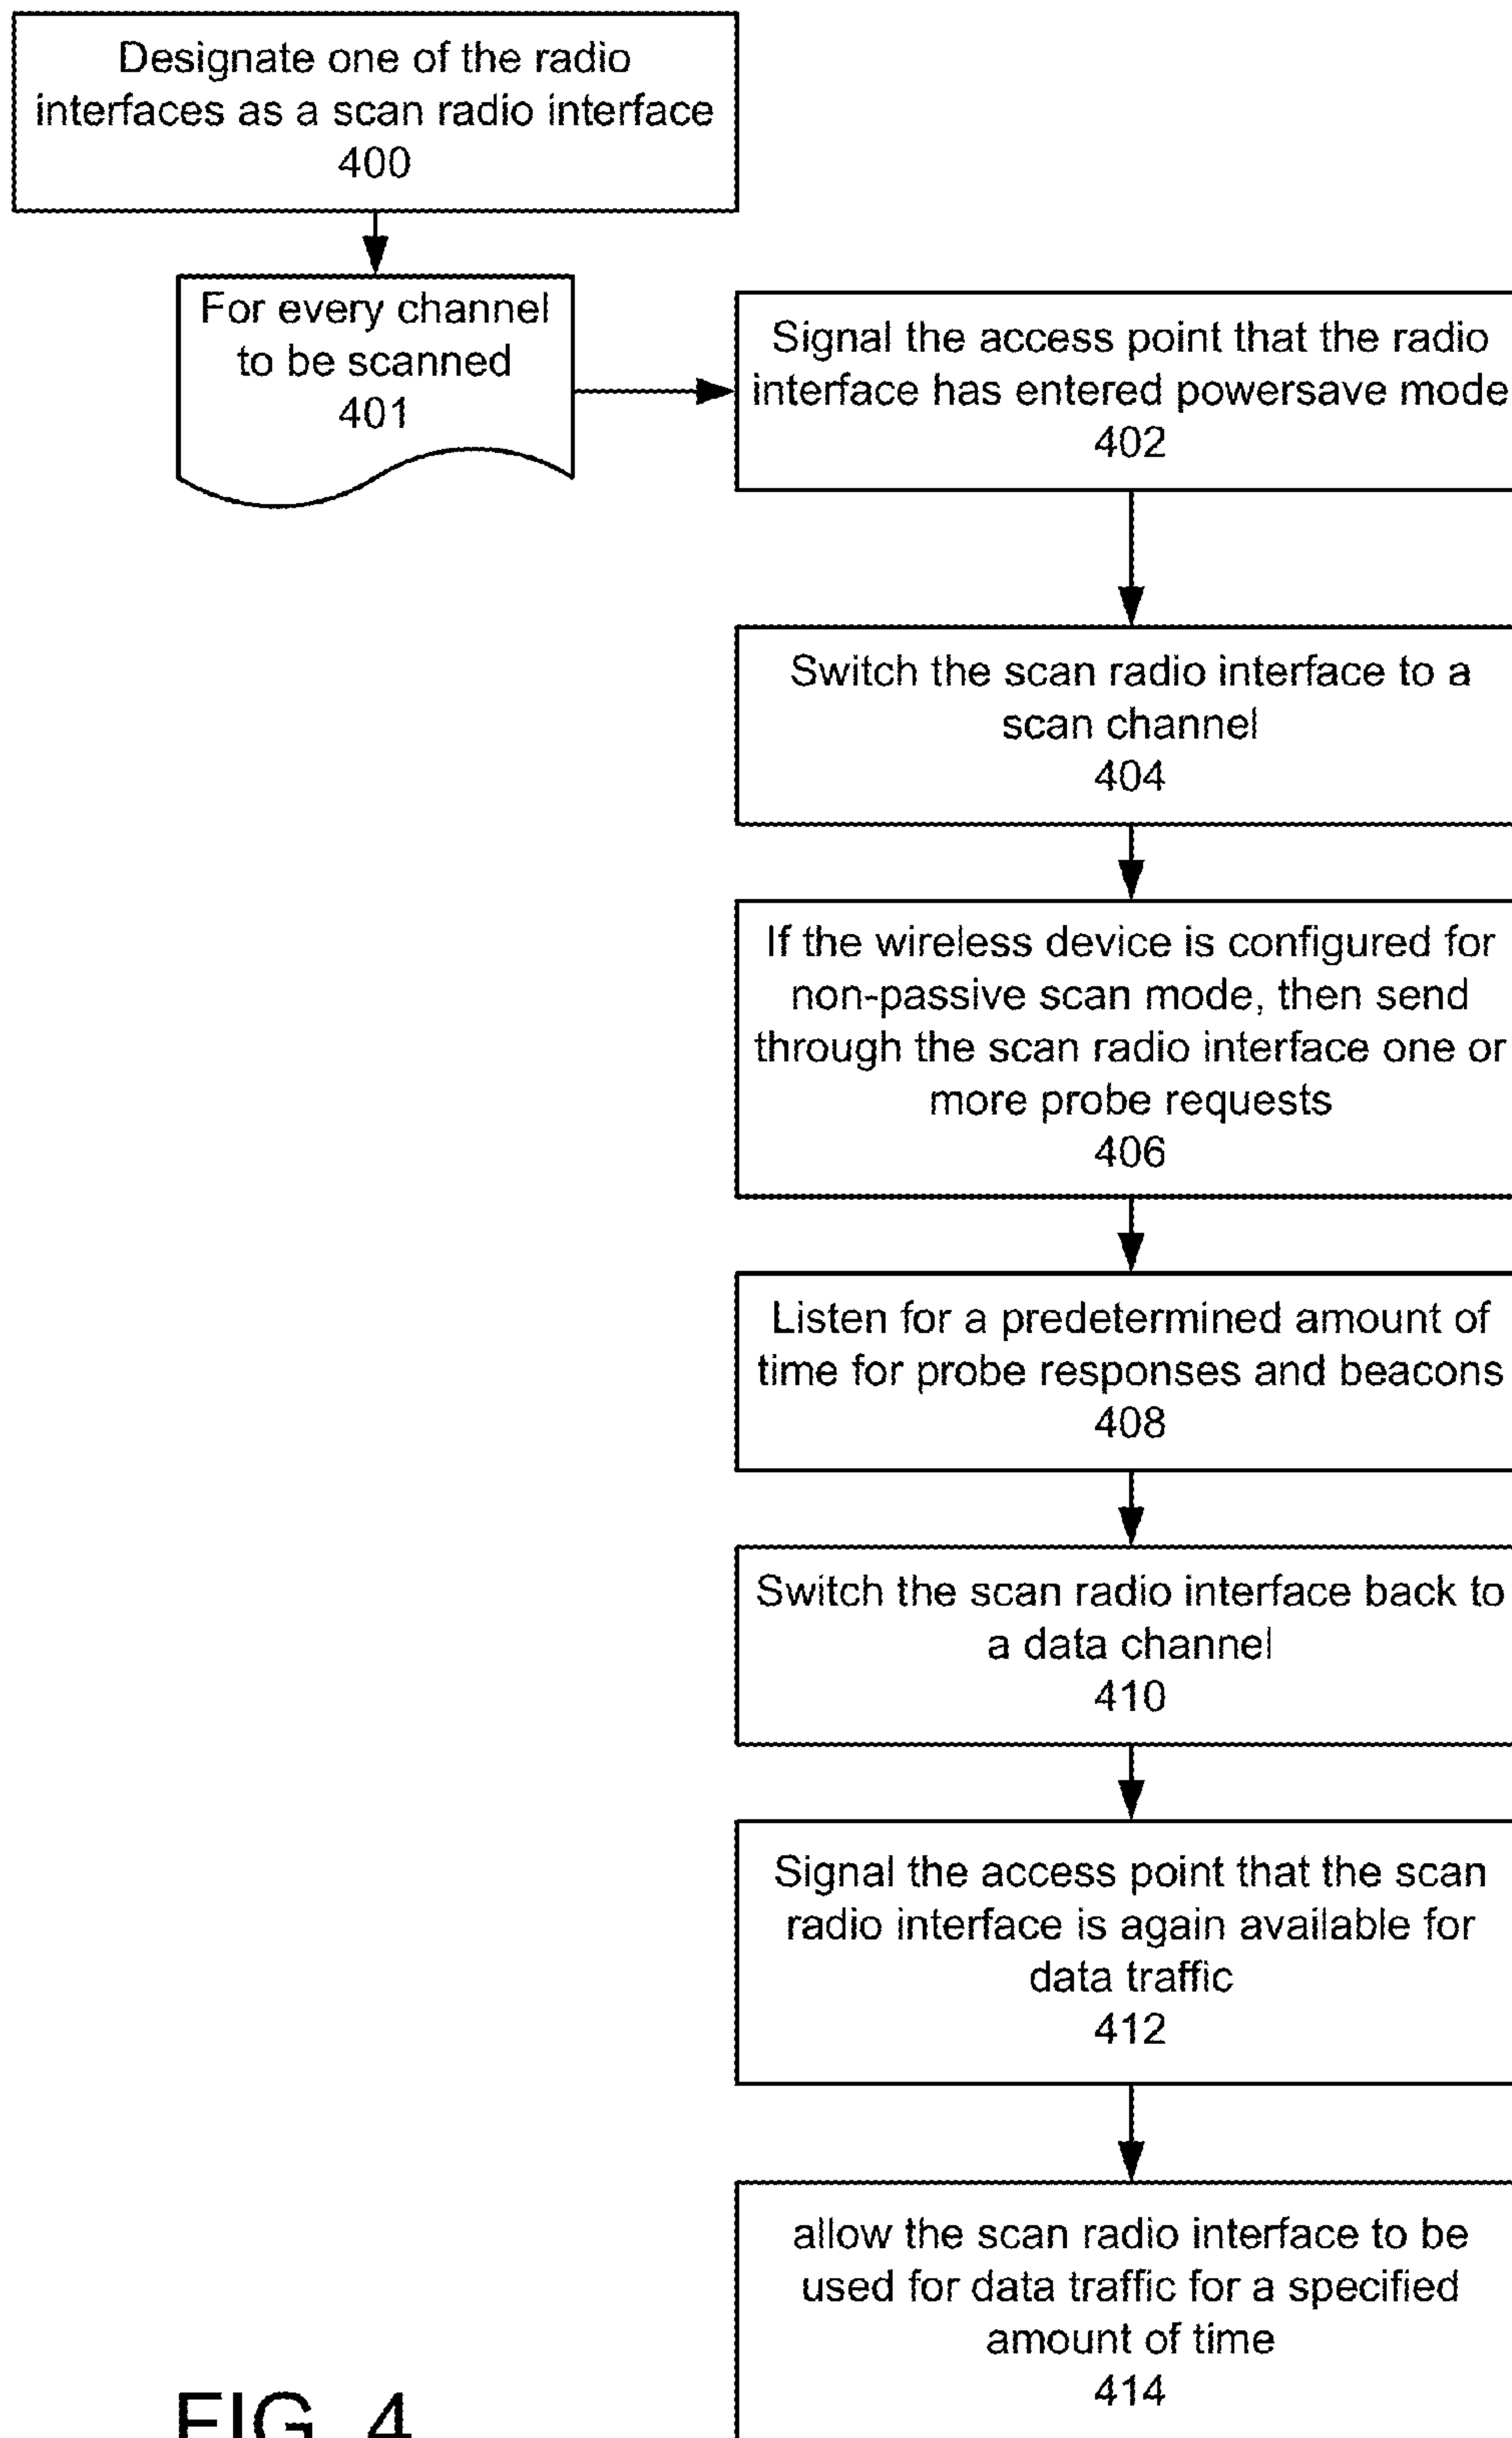 Designate one of the radio
interfaces as a scan radio interface
400
For every channel
to be scanned
401
Signal the access point that the radio
interface has entered powersave mode
402
Switch the scan radio interface to a
scan channel
404
If the wireless device is configured for
non-passive scan mode, then send
through the scan radio interface one or
more probe requests
406
Listen for a predetermined amount of
time for probe responses and beacons
408
Switch the scan radio interface back to
a data channel
410
Signal the access point that the scan
radio interface is again available for
data traffic
412
allow the scan radio interface to be
used for data traffic for a specified
amount of time
414
FIG. 4